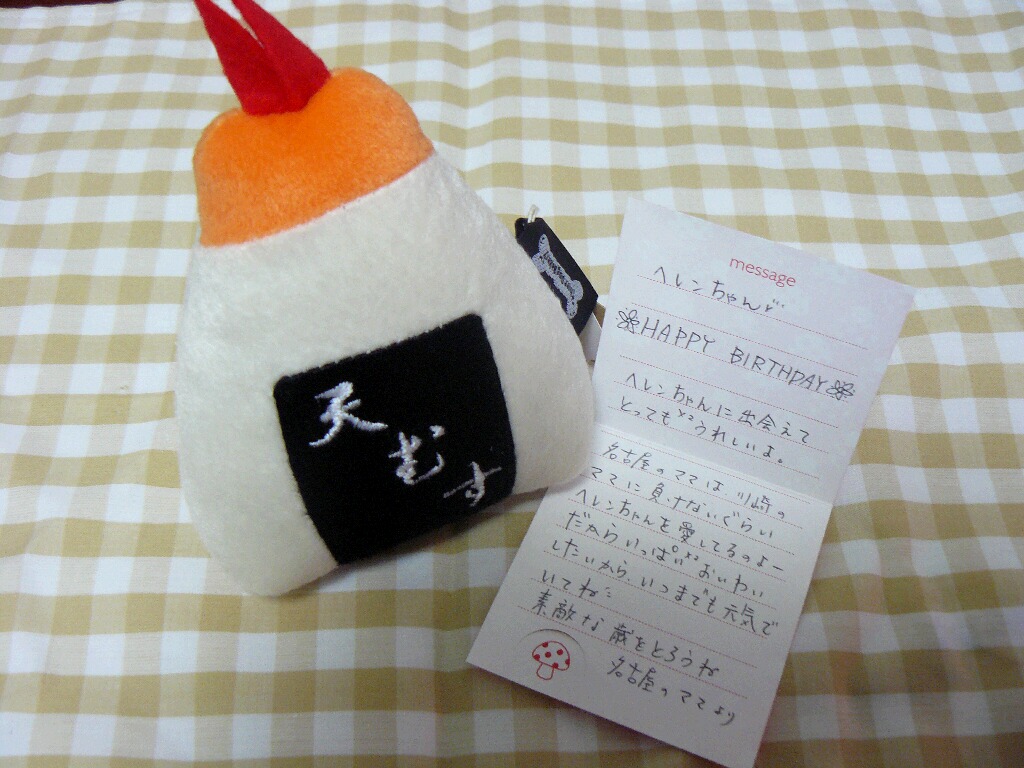 天むす
message
ヘレンちゃんへ
HAPPY BIRTHDAY
ヘレンちゃんに出会えて
とってもうれしいよ。
名古屋のママは川崎の
ママに負けないぐらい
ヘレンちゃんを愛してるのよー
だからいっぱいおいわい
したいから、いつまでも元気で
いてね
素敵な歳をとろうね
名古屋のママより